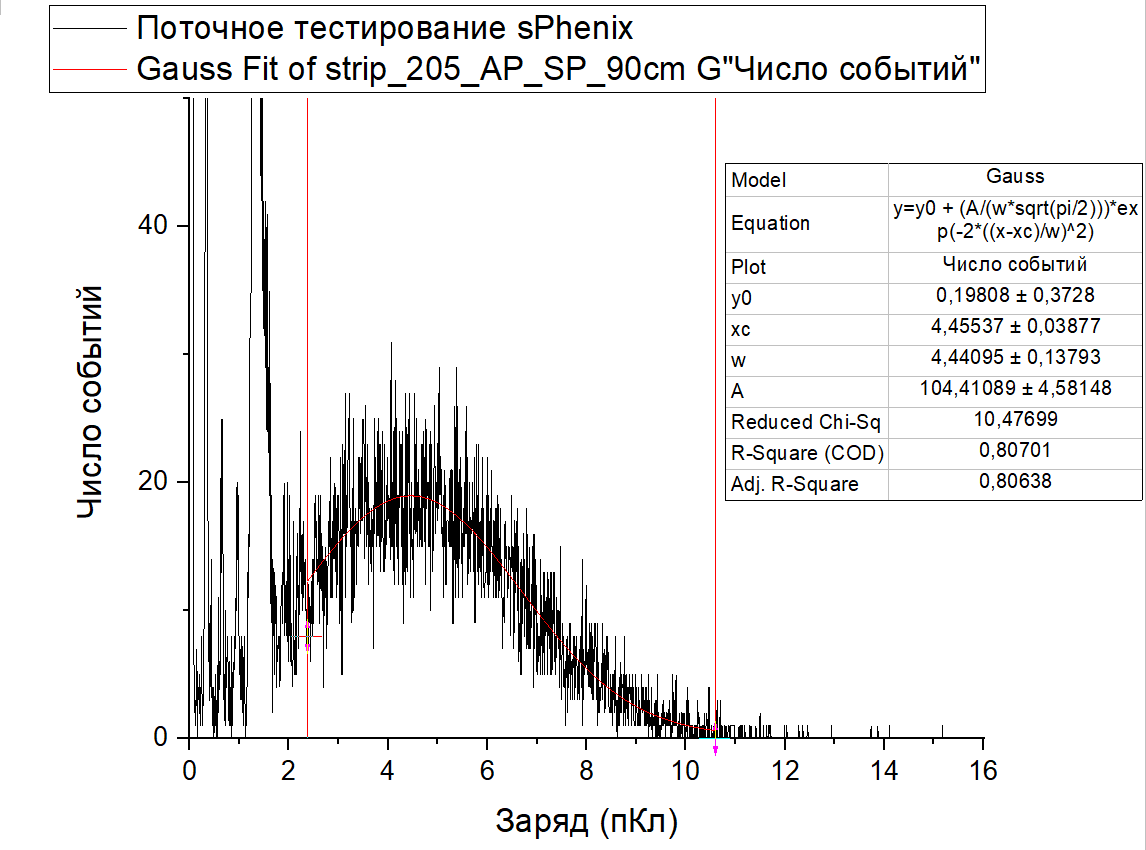 Поточное тестирование sPhenix
Gauss Fit of strip_205_AP_SP_90cm G"Число событий"
Model Gauss
Equation y=y0 + (A/(w*sqrt(pi/2)))*ex
p(-2*((x-xc)/w)^2)
Plot Число событий
y0 0,19808 ± 0,3728
xc 4,45537 ± 0,03877
w 4,44095 ± 0,13793
A 104,41089 ± 4,58148
Reduced Chi-Sq 10,47699
R-Square (COD) 0,80701
Adj. R-Square 0,80638
Число событий
40
20
0
0 2 4 6 8 10 12 14 16
Заряд (пКл)